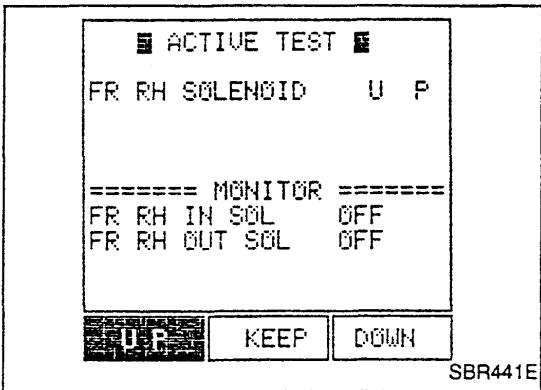 ACTIVE TEST
FR RH SOLENOID U P
======= MONITOR =======
FR RH IN SOL OFF
FR RH OUT SOL OFF
U P KEEP DOWN
SBR441E